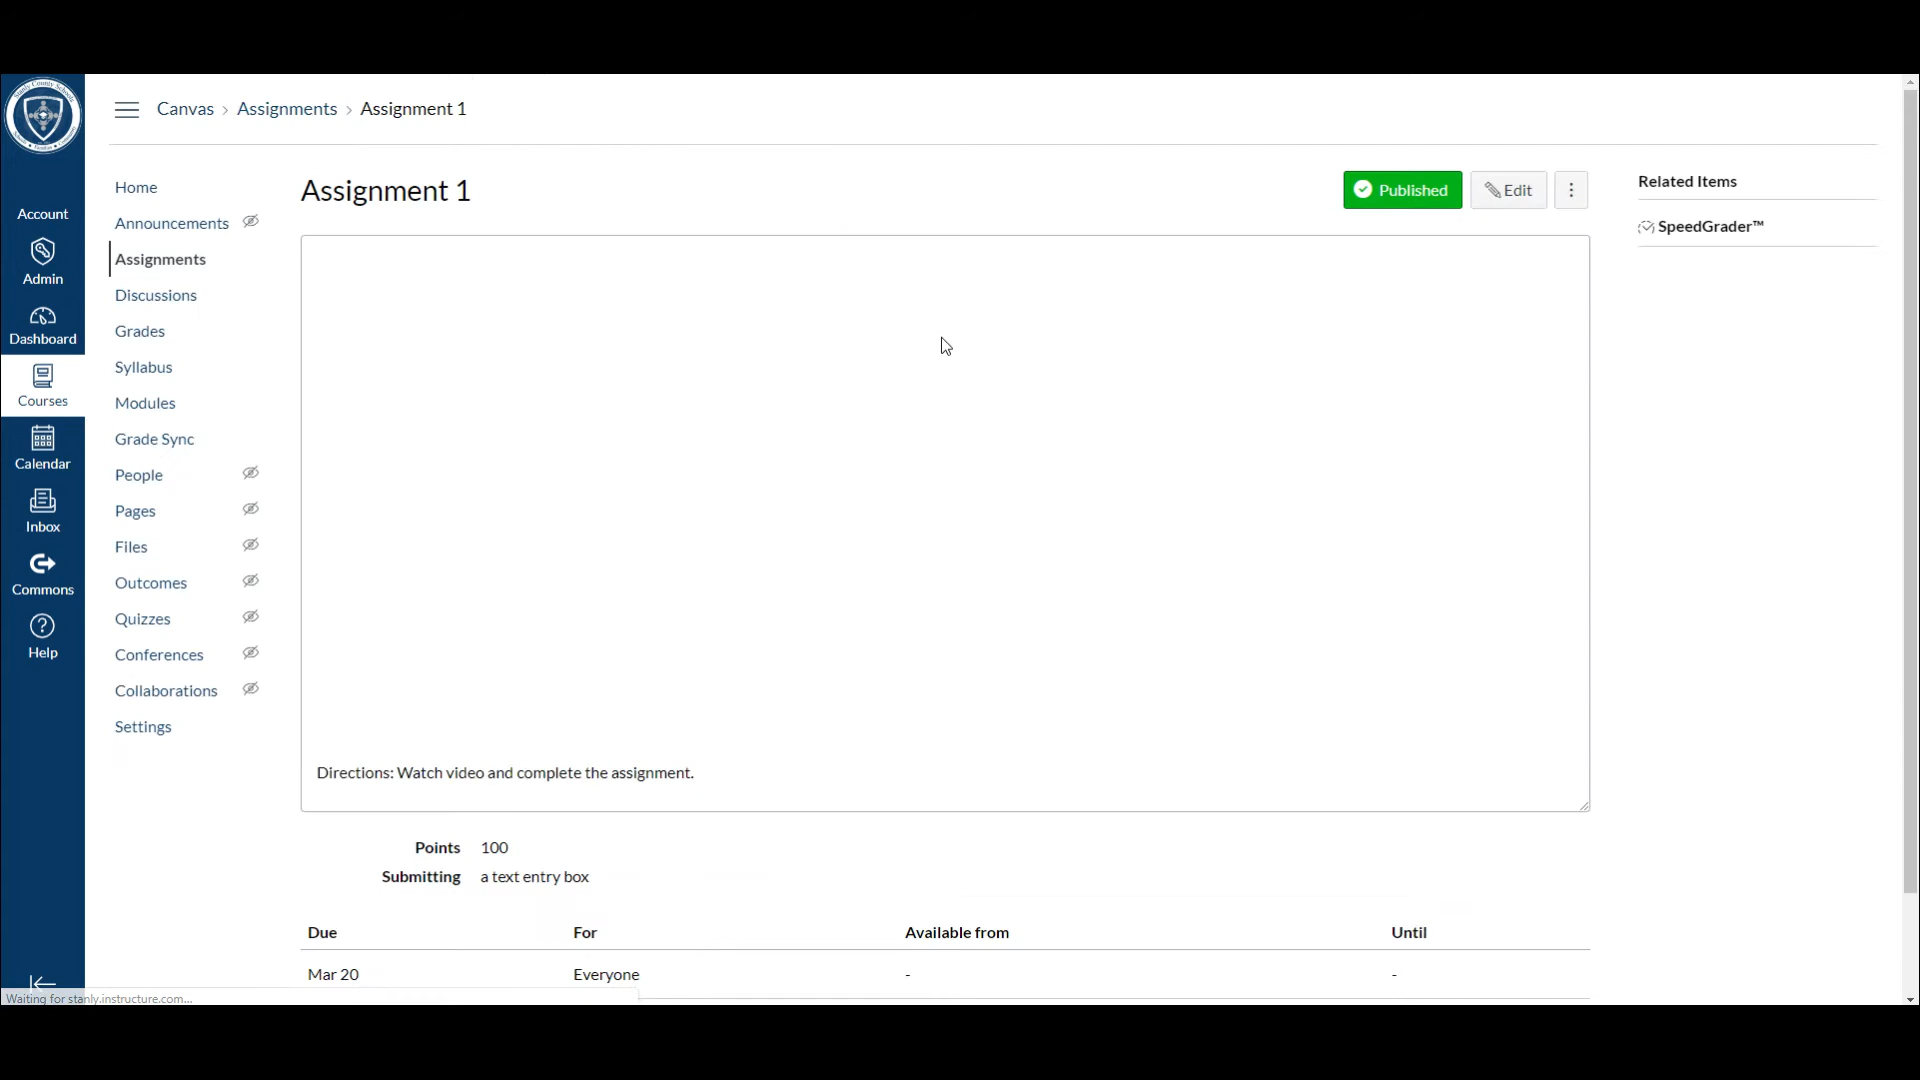 Canvas > Assignments > Assignment 1
Account
Admin
Dashboard
Courses
Calendar
Inbox
Commons
Help
Home
Announcements
Assignments
Discussions
Grades
Syllabus
Modules
Grade Sync
People
Pages
Files
Outcomes
Quizzes
Conferences
Collaborations
Settings
Assignment 1
Published
Edit
Directions: Watch video and complete the assignment.
Points 100
Submitting a text entry box
Due For Available from Until
Mar 20 Everyone - -
Related Items
SpeedGrader™
Waiting for stanly.instructure.com...